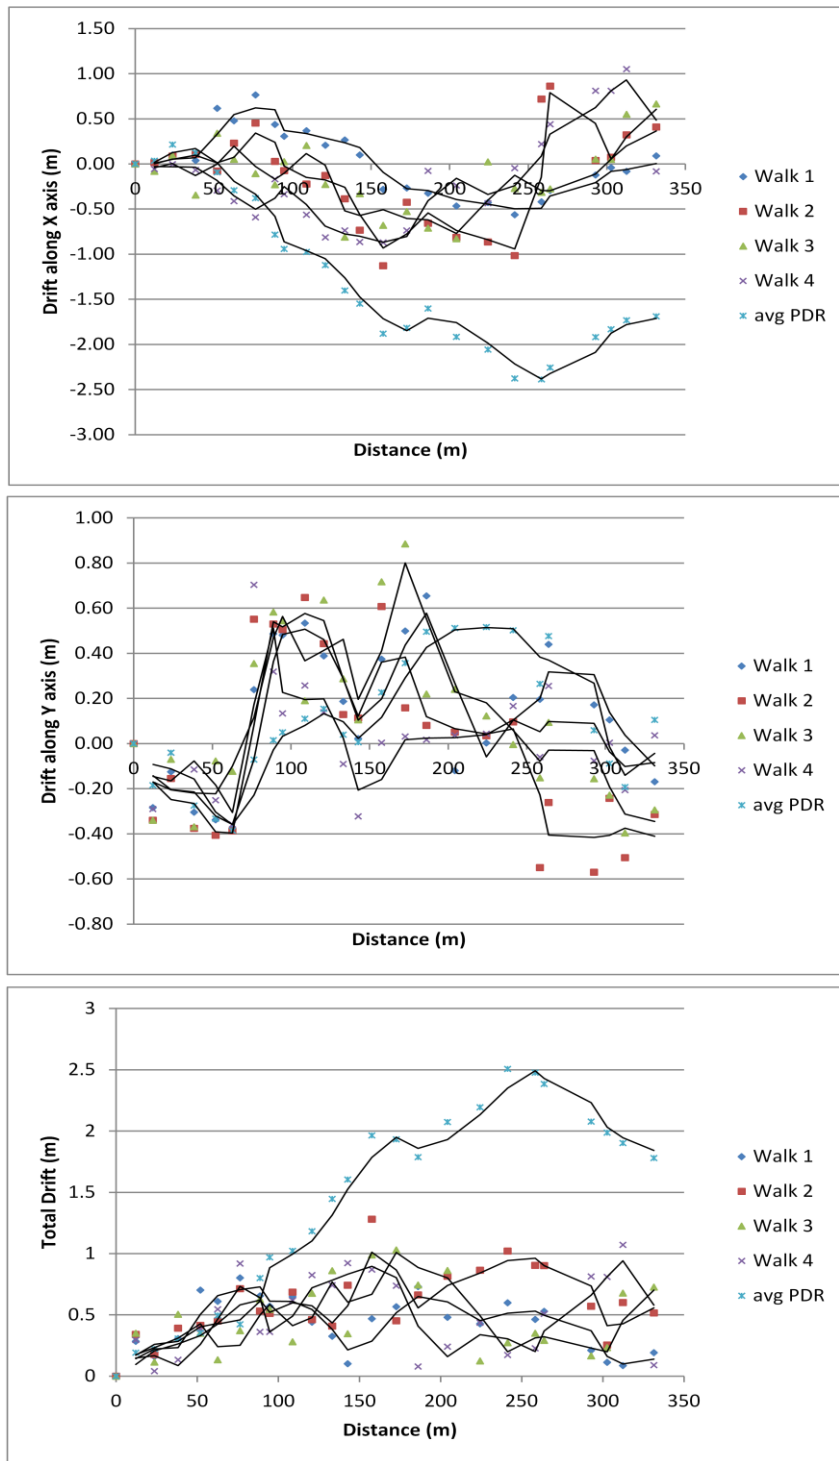 1.50
1.00
0.50
0.00
-0.50
-1.00
-1.50
-2.00
-2.50
-3.00
Drift along X axis (m)
0 50 100 150 200 250 300 350
Distance (m)
Walk 1
Walk 2
Walk 3
Walk 4
avg PDR
1.00
0.80
0.60
0.40
0.20
0.00
-0.20
-0.40
-0.60
-0.80
Drift along Y axis (m)
0 50 100 150 200 250 300 350
Distance (m)
Walk 1
Walk 2
Walk 3
Walk 4
avg PDR
3
2.5
2
1.5
1
0.5
0
Total Drift (m)
0 50 100 150 200 250 300 350
Distance (m)
Walk 1
Walk 2
Walk 3
Walk 4
avg PDR